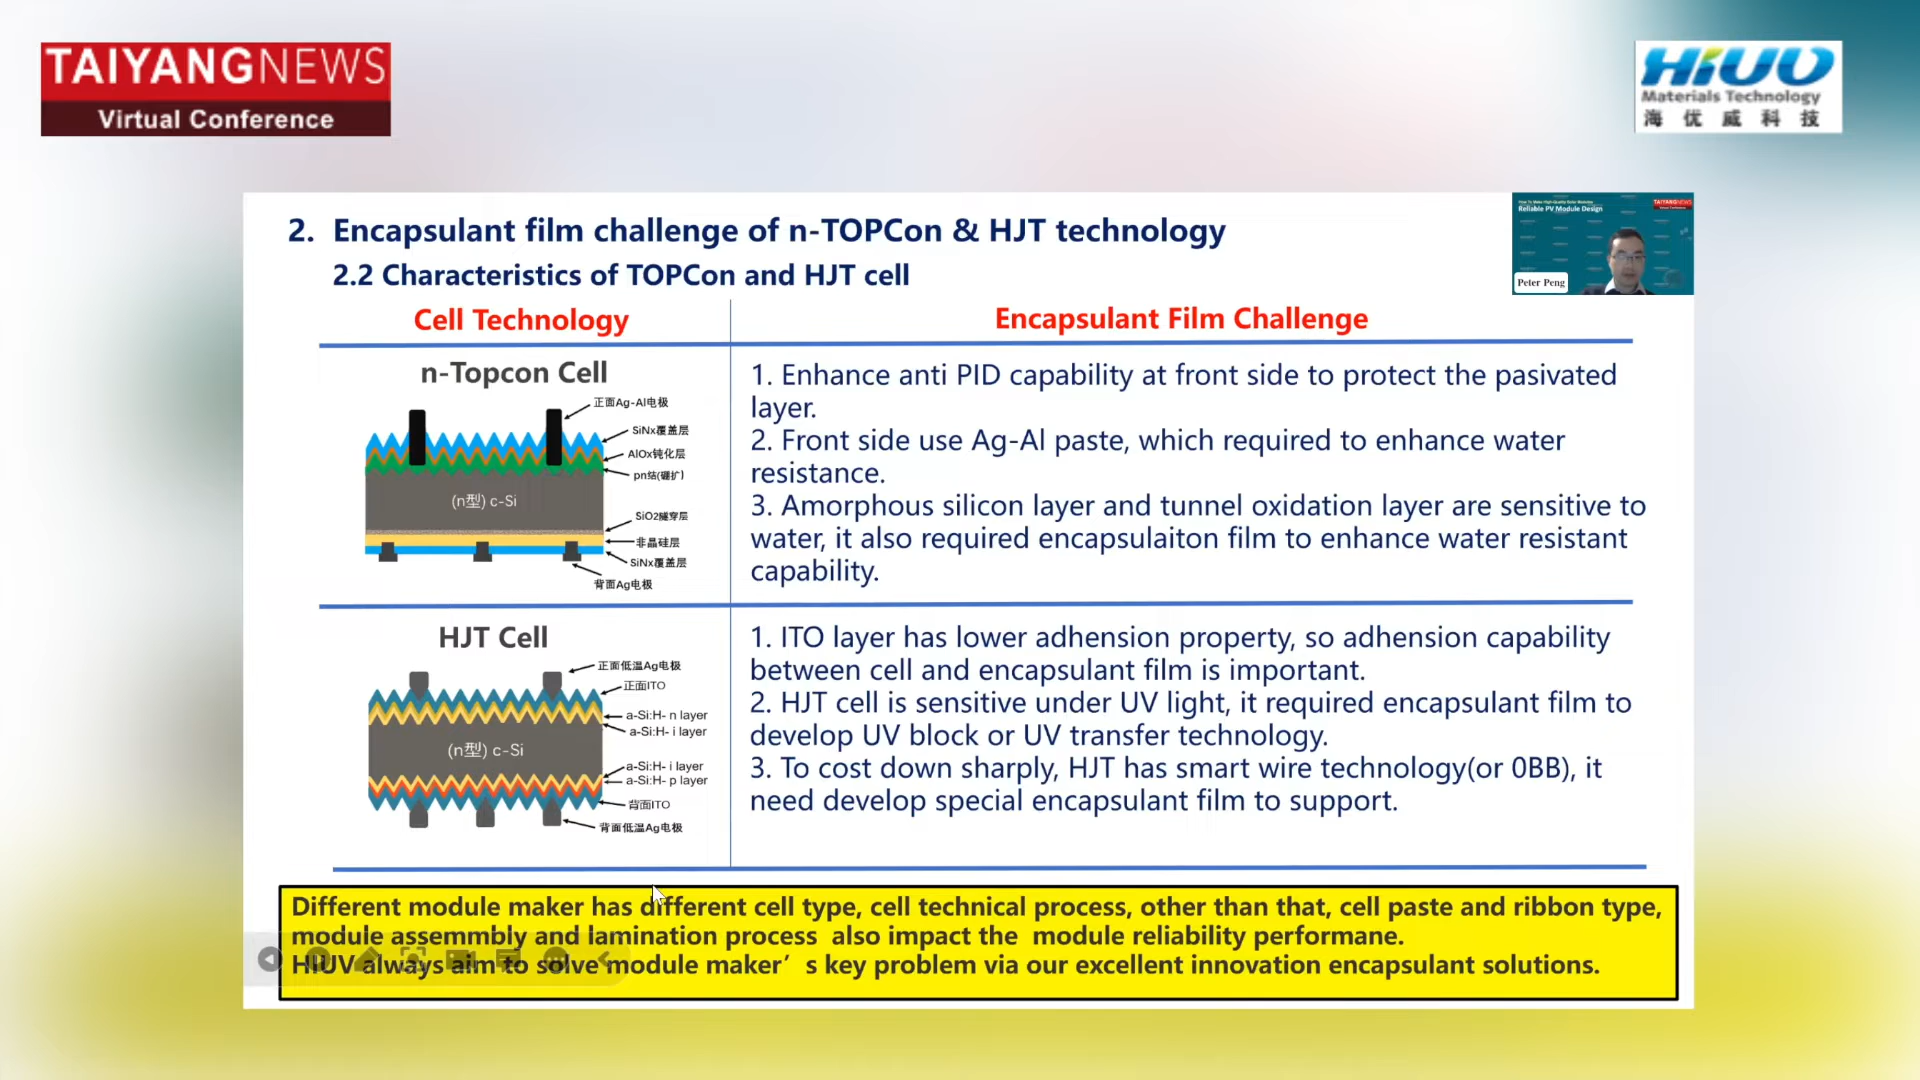 TAIYANGNEWS
Virtual Conference
HiUV
Materials Technology
海优威科技
2. Encapsulant film challenge of n-TOPCon & HJT technology
2.2 Characteristics of TOPCon and HJT cell
Reliable PV Module Design
TAIYANGNEWS
Peter Peng
Cell Technology
Encapsulant Film Challenge
n-Topcon Cell
正面Ag-Al电极
SiNx覆盖层
AlOx钝化层
pn结(硼扩)
(n型) c-Si
SiO2隧穿层
非晶硅层
SiNx覆盖层
背面Ag电极
1. Enhance anti PID capability at front side to protect the pasivated
layer.
2. Front side use Ag-Al paste, which required to enhance water
resistance.
3. Amorphous silicon layer and tunnel oxidation layer are sensitive to
water, it also required encapsulaiton film to enhance water resistant
capability.
HJT Cell
正面低温Ag电极
正面ITO
a-Si:H- n layer
a-Si:H- i layer
(n型) c-Si
a-Si:H- i layer
a-Si:H- p layer
背面ITO
背面低温Ag电极
1. ITO layer has lower adhension property, so adhension capability
between cell and encapsulant film is important.
2. HJT cell is sensitive under UV light, it required encapsulant film to
develop UV block or UV transfer technology.
3. To cost down sharply, HJT has smart wire technology(or 0BB), it
need develop special encapsulant film to support.
Different module maker has different cell type, cell technical process, other than that, cell paste and ribbon type,
module assemmbly and lamination process also impact the module reliability performane.
HIUV always aim to solve module maker’s key problem via our excellent innovation encapsulant solutions.